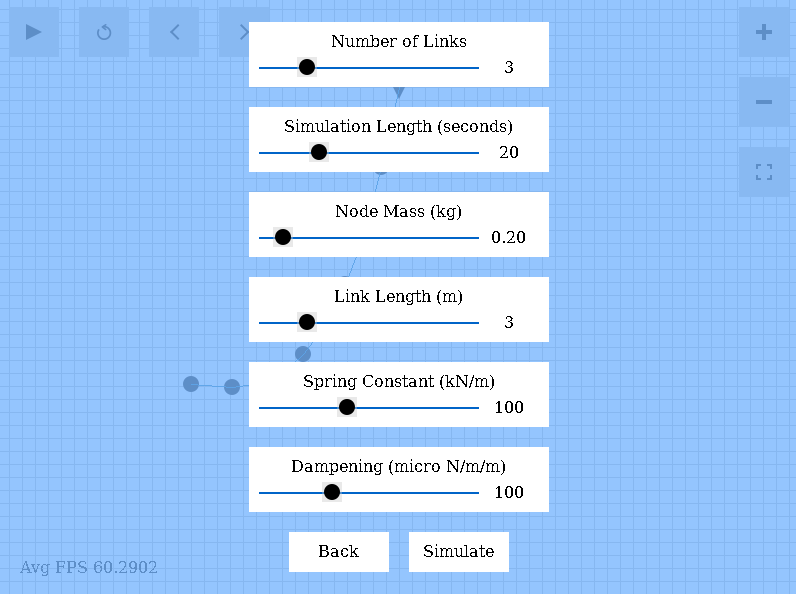 Number of Links
3
Simulation Length (seconds)
20
Node Mass (kg)
0.20
Link Length (m)
3
Spring Constant (kN/m)
100
Dampening (micro N/m/m)
100
Back Simulate
Avg FPS 60.2902